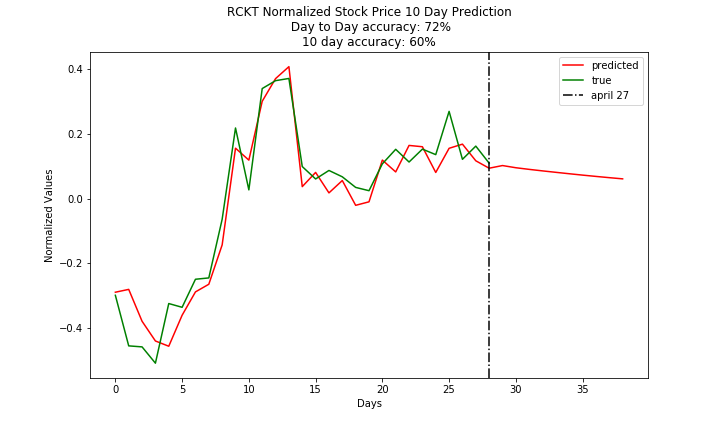 RCKT Normalized Stock Price 10 Day Prediction
Day to Day accuracy: 72%
10 day accuracy: 60%
predicted
true
april 27
0.4
0.2
0.0
−0.2
−0.4
Normalized Values
0 5 10 15 20 25 30 35
Days